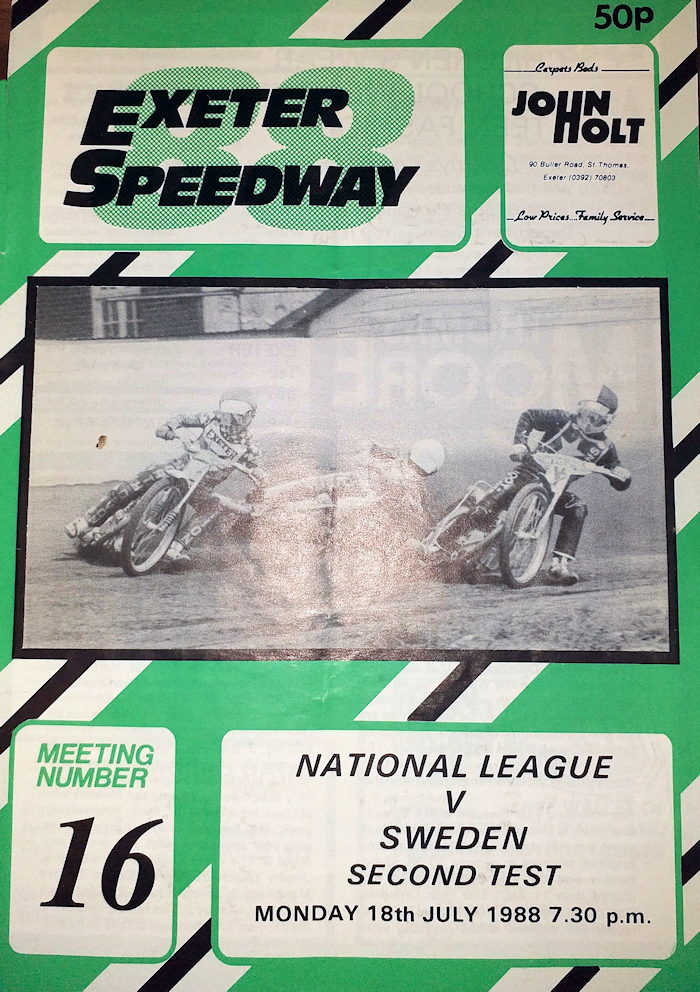 50P
88
EXETER
SPEEDWAY
Carpets Beds
JOHN
HOLT
90 Buller Road, St. Thomas,
Exeter (0392) 70803
Low Prices...Family Service
EXETER
MEETING
NUMBER
16
NATIONAL LEAGUE
V
SWEDEN
SECOND TEST
MONDAY 18th JULY 1988 7.30 p.m.